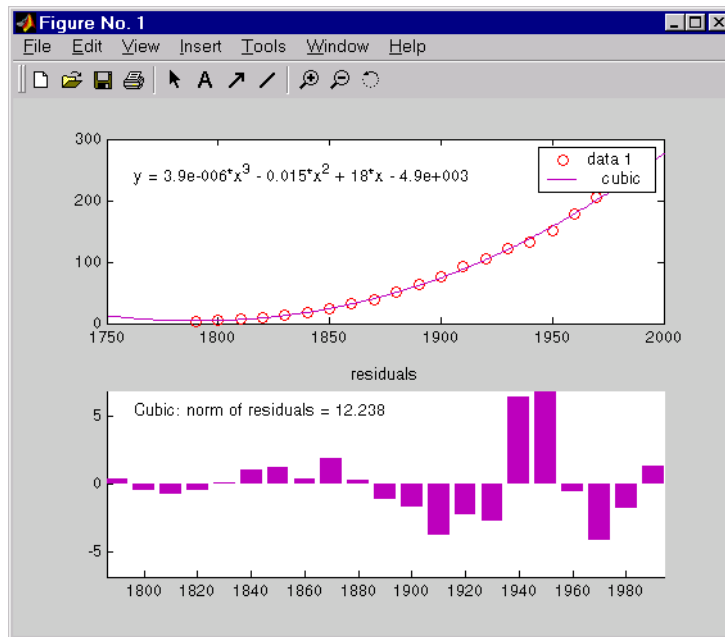 Figure No. 1
File Edit View Insert Tools Window Help
A
300
200
100
0
y = 3.9e-006*x^3 - 0.015*x^2 + 18*x - 4.9e+003
data 1
cubic
1750 1800 1850 1900 1950 2000
residuals
Cubic: norm of residuals = 12.238
5
0
-5
1800 1820 1840 1860 1880 1900 1920 1940 1960 1980